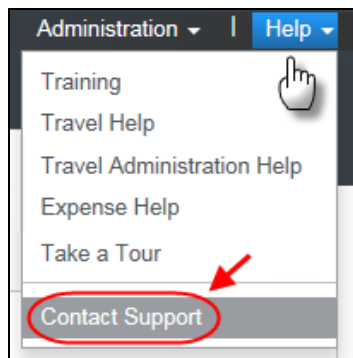 Administration | Help
Training
Travel Help
Travel Administration Help
Expense Help
Take a Tour
Contact Support